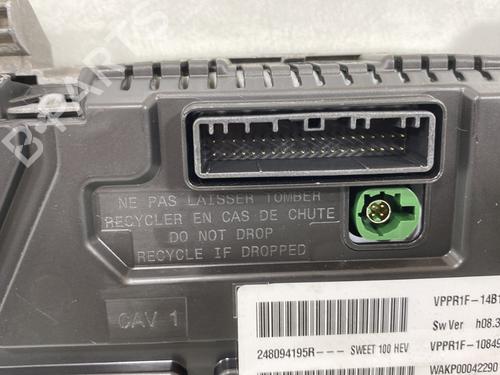 NE PAS LAISSER TOMBER
RECYCLER EN CAS DE CHUTE
DO NOT DROP
RECYCLE IF DROPPED
CAV 1
VPPR1F-14B1
Sw Ver h08.3
248094195R--- SWEET 100 HEV VPPR1F-10849
WAKP00042290